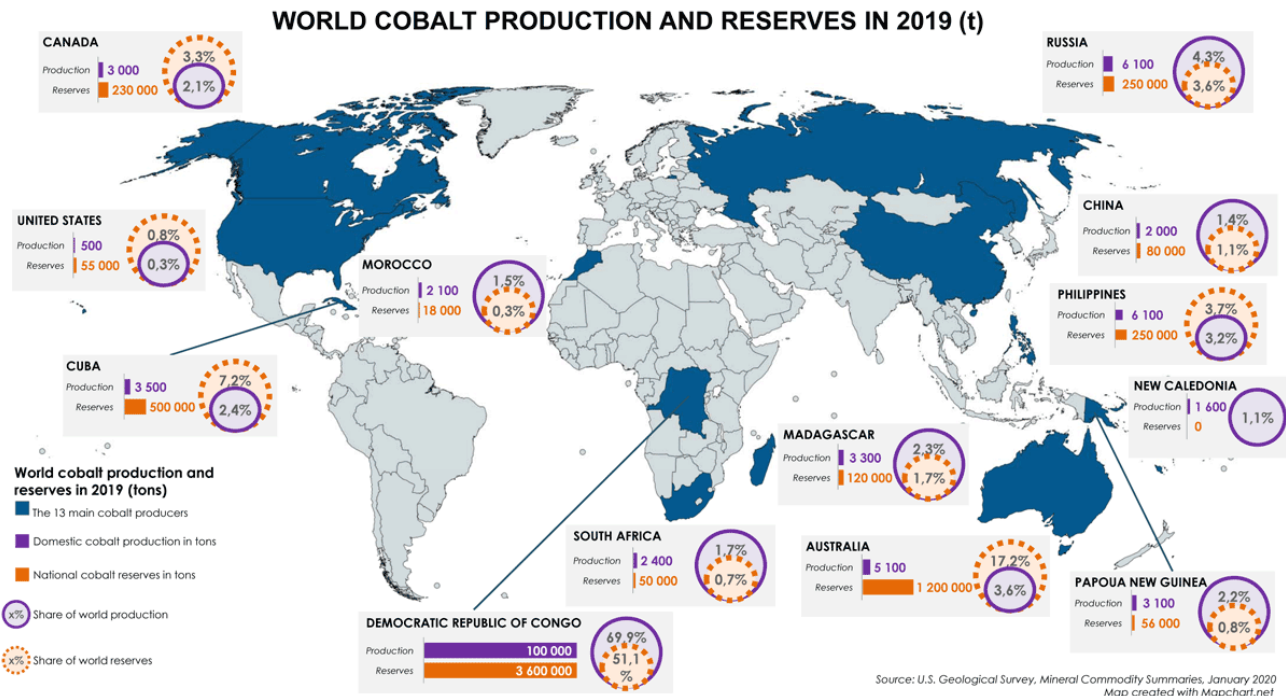 WORLD COBALT PRODUCTION AND RESERVES IN 2019 (t)
CANADA
Production 3 000
Reserves 230 000
3,3%
2,1%
RUSSIA
Production 6 100
Reserves 250 000
4,3%
3,6%
UNITED STATES
Production 500
Reserves 55 000
0,8%
0,3%
MOROCCO
Production 2 100
Reserves 18 000
1,5%
0,3%
CHINA
Production 2 000
Reserves 80 000
1,4%
1,1%
PHILIPPINES
Production 6 100
Reserves 250 000
3,7%
3,2%
CUBA
Production 3 500
Reserves 500 000
7,2%
2,4%
NEW CALEDONIA
Production 1 600
Reserves 0
1,1%
MADAGASCAR
Production 3 300
Reserves 120 000
2,3%
1,7%
World cobalt production and
reserves in 2019 (tons)
The 13 main cobalt producers
Domestic cobalt production in tons
National cobalt reserves in tons
x% Share of world production
x% Share of world reserves
SOUTH AFRICA
Production 2 400
Reserves 50 000
1,7%
0,7%
AUSTRALIA
Production 5 100
Reserves 1 200 000
17,2%
3,6%
PAPOUA NEW GUINEA
Production 3 100
Reserves 56 000
2,2%
0,8%
DEMOCRATIC REPUBLIC OF CONGO
Production 100 000
Reserves 3 600 000
69,9%
51,1
%
Source: U.S. Geological Survey, Mineral Commodity Summaries, January 2020
Map created with Mapchart.net